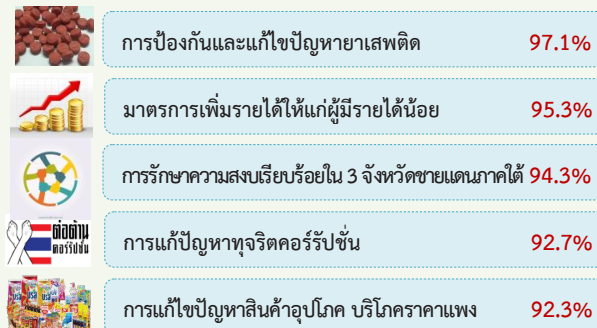 การป้องกันและแก้ไขปัญหายาเสพติด 97.1%
มาตรการเพิ่มรายได้ให้แก่ผู้มีรายได้น้อย 95.3%
การรักษาความสงบเรียบร้อยใน 3 จังหวัดชายแดนภาคใต้ 94.3%
ต่อต้าน
คอร์รัปชั่น
การแก้ปัญหาทุจริตคอร์รัปชั่น 92.7%
การแก้ไขปัญหาสินค้าอุปโภค บริโภคราคาแพง 92.3%